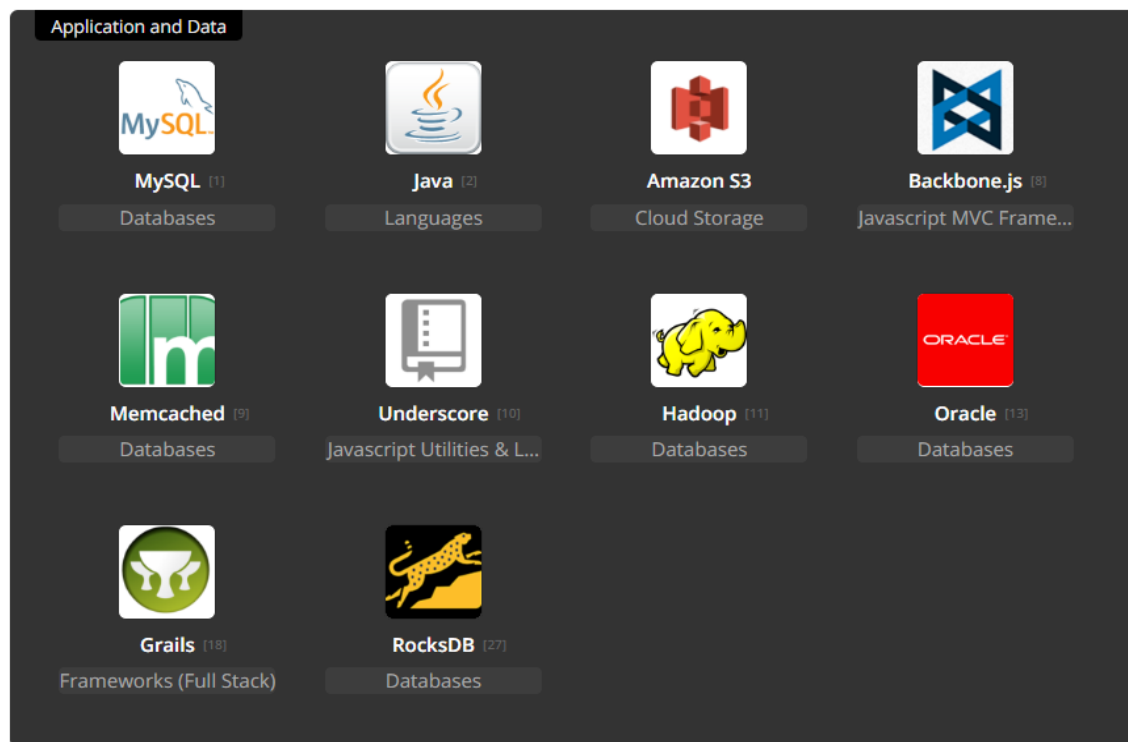 Application and Data
MySQL
ORACLE
MySQL [1]
Java [2]
Amazon S3
Backbone.js [8]
Databases
Languages
Cloud Storage
Javascript MVC Frame...
m
Memcached [9]
Underscore [10]
Hadoop [11]
Oracle [13]
Databases
Javascript Utilities & L...
Databases
Databases
Grails [18]
RocksDB [27]
Frameworks (Full Stack)
Databases